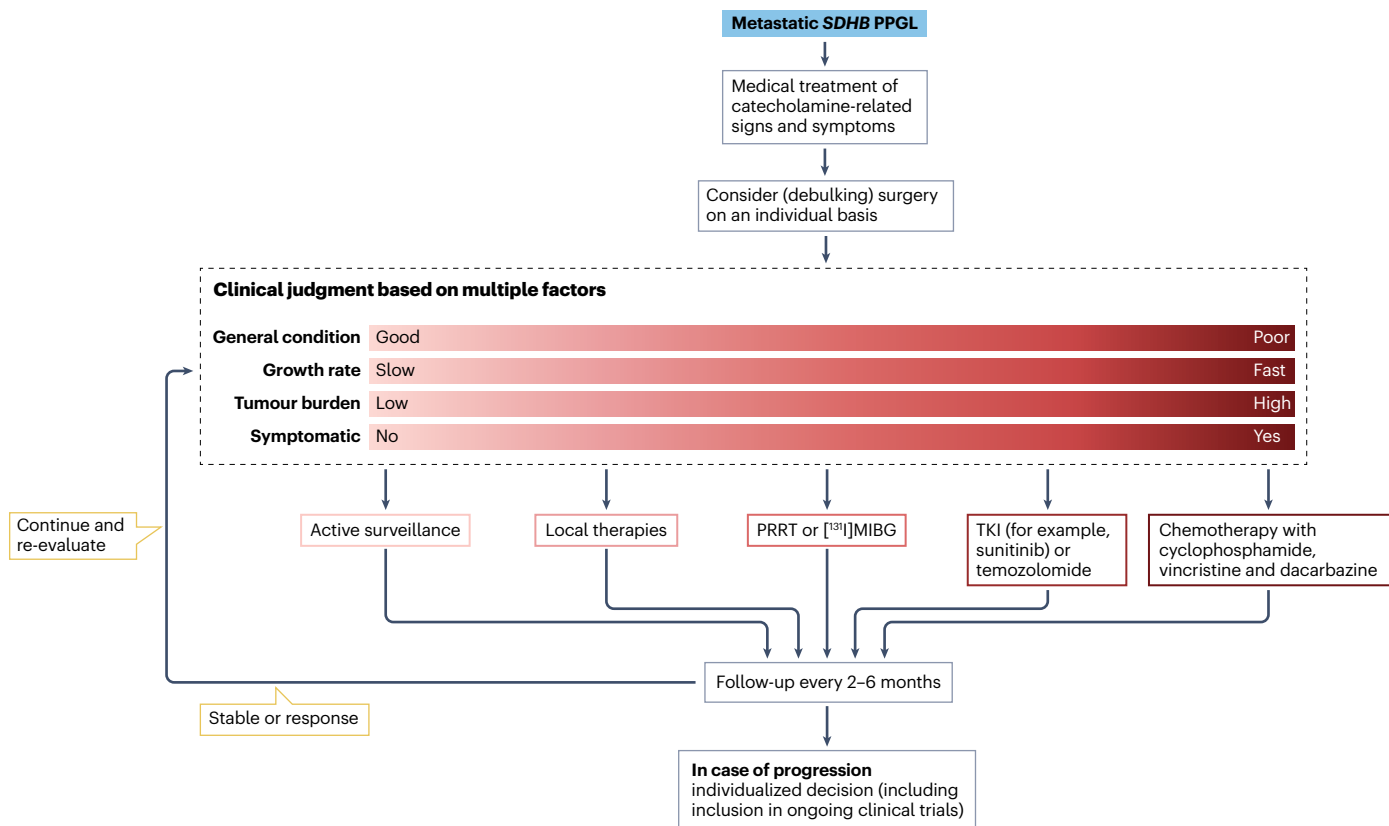 Metastatic SDHB PPGL
Medical treatment of
catecholamine-related
signs and symptoms
Consider (debulking) surgery
on an individual basis
Clinical judgment based on multiple factors
General condition Good Poor
Growth rate Slow Fast
Tumour burden Low High
Symptomatic No Yes
Continue and
re-evaluate
Active surveillance
Local therapies
PRRT or [¹³¹I]MIBG
TKI (for example,
sunitinib) or
temozolomide
Chemotherapy with
cyclophosphamide,
vincristine and dacarbazine
Follow-up every 2–6 months
Stable or response
In case of progression
individualized decision (including
inclusion in ongoing clinical trials)